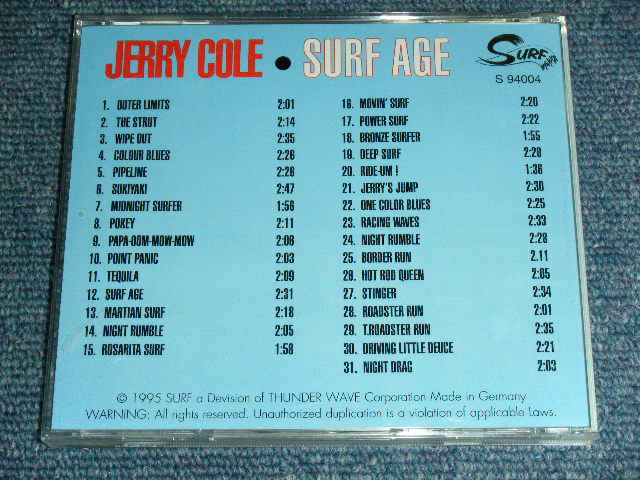 JERRY COLE • SURF AGE
SURF
S 94004
1. OUTER LIMITS 2:01
2. THE STRUT 2:14
3. WIPE OUT 2:35
4. COLOUR BLUES 2:26
5. PIPELINE 2:26
6. SUKIYAKI 2:47
7. MIDNIGHT SURFER 1:56
8. POKEY 2:11
9. PAPA-OOM-MOW-MOW 2:08
10. POINT PANIC 2:03
11. TEQUILA 2:09
12. SURF AGE 2:31
13. MARTIAN SURF 2:18
14. NIGHT RUMBLE 2:05
15. ROSARITA SURF 1:56
16. MOVIN' SURF 2:20
17. POWER SURF 2:22
18. BRONZE SURFER 1:55
19. DEEP SURF 2:20
20. RIDE-UM ! 1:36
21. JERRY'S JUMP 2:30
22. ONE COLOR BLUES 2:25
23. RACING WAVES 2:33
24. NIGHT RUMBLE 2:28
25. BORDER RUN 2.11
26. HOT ROD QUEEN 2:05
27. STINGER 2:34
28. ROADSTER RUN 2:01
29. T.ROADSTER RUN 2:35
30. DRIVING LITTLE DEUCE 2:21
31. NIGHT DRAG 2:03
© 1995 SURF a Devision of THUNDER WAVE Corporation Made in Germany
WARNING: All rights reserved. Unauthorized duplication is a violation of applicable Laws.